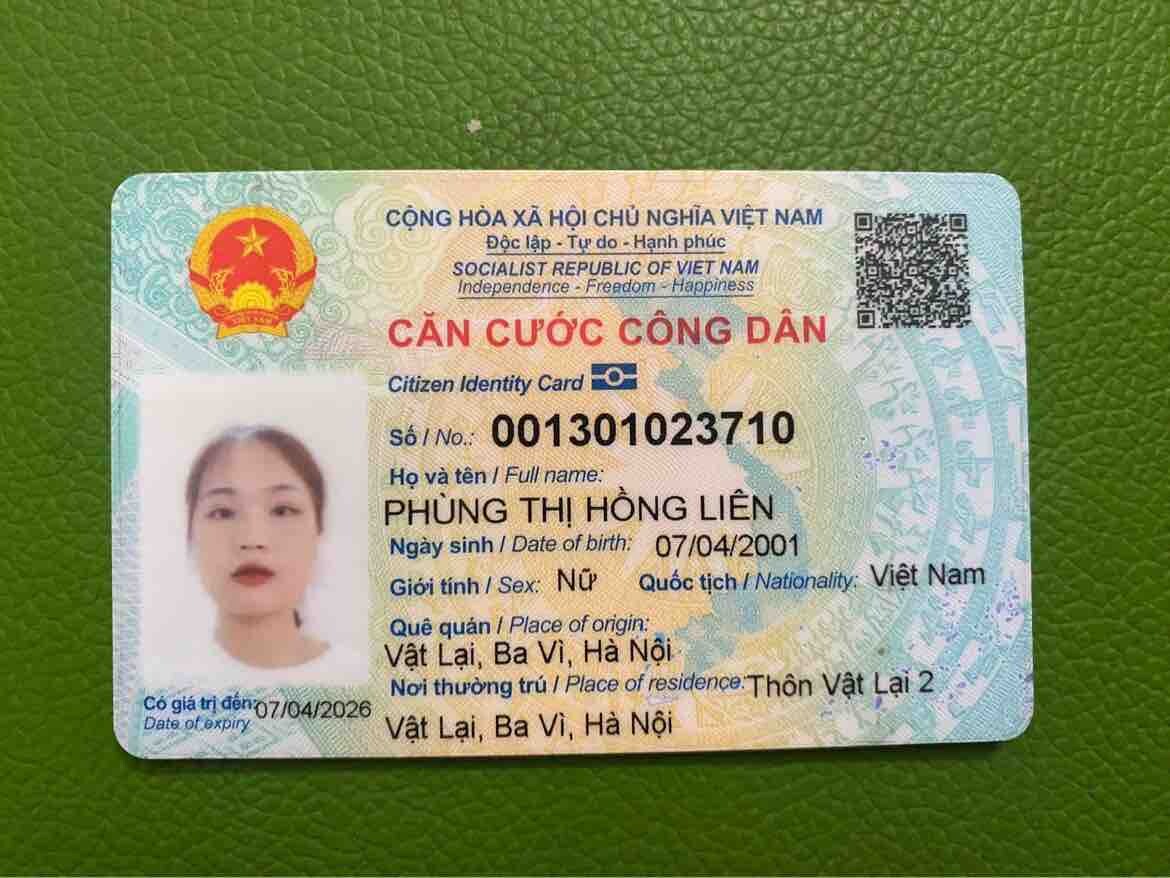 CỘNG HÒA XÃ HỘI CHỦ NGHĨA VIỆT NAM
Độc lập - Tự do - Hạnh phúc
SOCIALIST REPUBLIC OF VIET NAM
Independence - Freedom - Happiness
CĂN CƯỚC CÔNG DÂN
Citizen Identity Card
Số / No.: 001301023710
Họ và tên / Full name:
PHÙNG THỊ HỒNG LIÊN
Ngày sinh / Date of birth: 07/04/2001
Giới tính / Sex: Nữ Quốc tịch / Nationality: Việt Nam
Quê quán / Place of origin:
Vật Lại, Ba Vì, Hà Nội
Nơi thường trú / Place of residence: Thôn Vật Lại 2
Vật Lại, Ba Vì, Hà Nội
Có giá trị đến: 07/04/2026
Date of expiry
VIỆT NAM